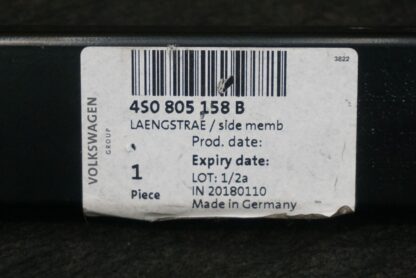 3822
4S0 805 158 B
LAENGSTRAE / side memb
Prod. date:
Expiry date:
1
Piece
LOT: 1/2a
IN 20180110
Made in Germany
VOLKSWAGEN
GROUP